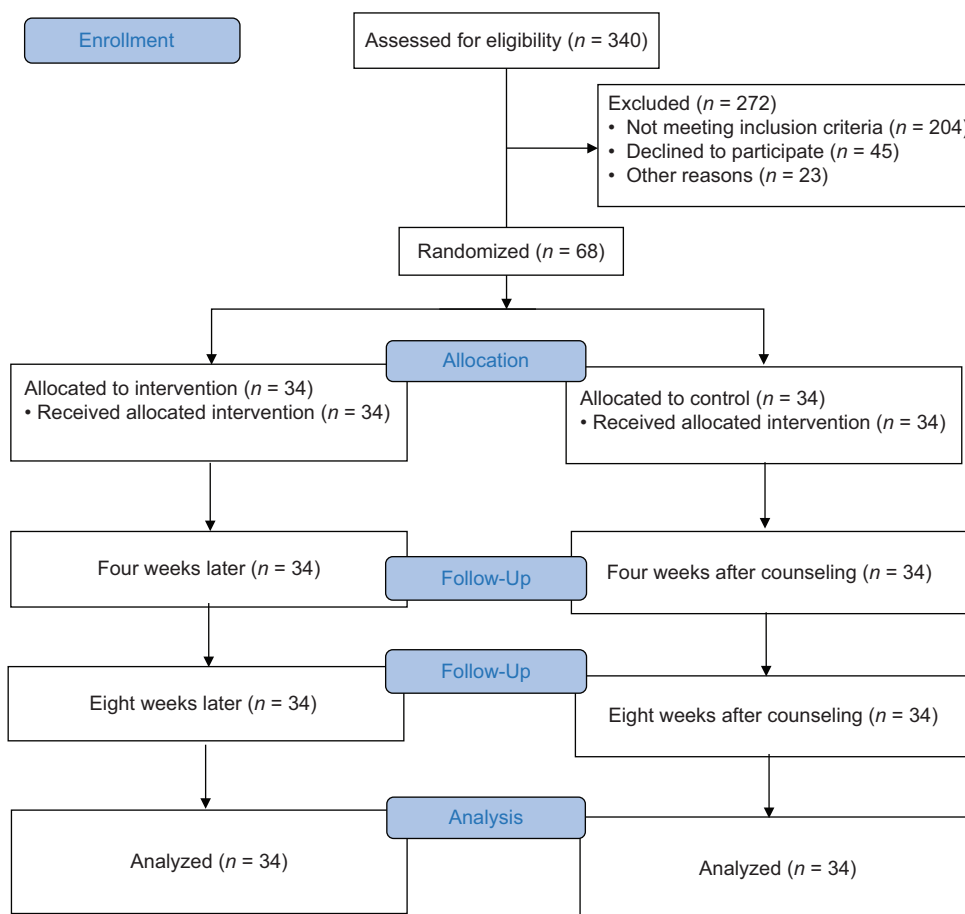 Enrollment
Assessed for eligibility (n = 340)
Excluded (n = 272)
• Not meeting inclusion criteria (n = 204)
• Declined to participate (n = 45)
• Other reasons (n = 23)
Randomized (n = 68)
Allocation
Allocated to intervention (n = 34)
• Received allocated intervention (n = 34)
Allocated to control (n = 34)
• Received allocated intervention (n = 34)
Four weeks later (n = 34)
Follow-Up
Four weeks after counseling (n = 34)
Eight weeks later (n = 34)
Follow-Up
Eight weeks after counseling (n = 34)
Analysis
Analyzed (n = 34)
Analyzed (n = 34)